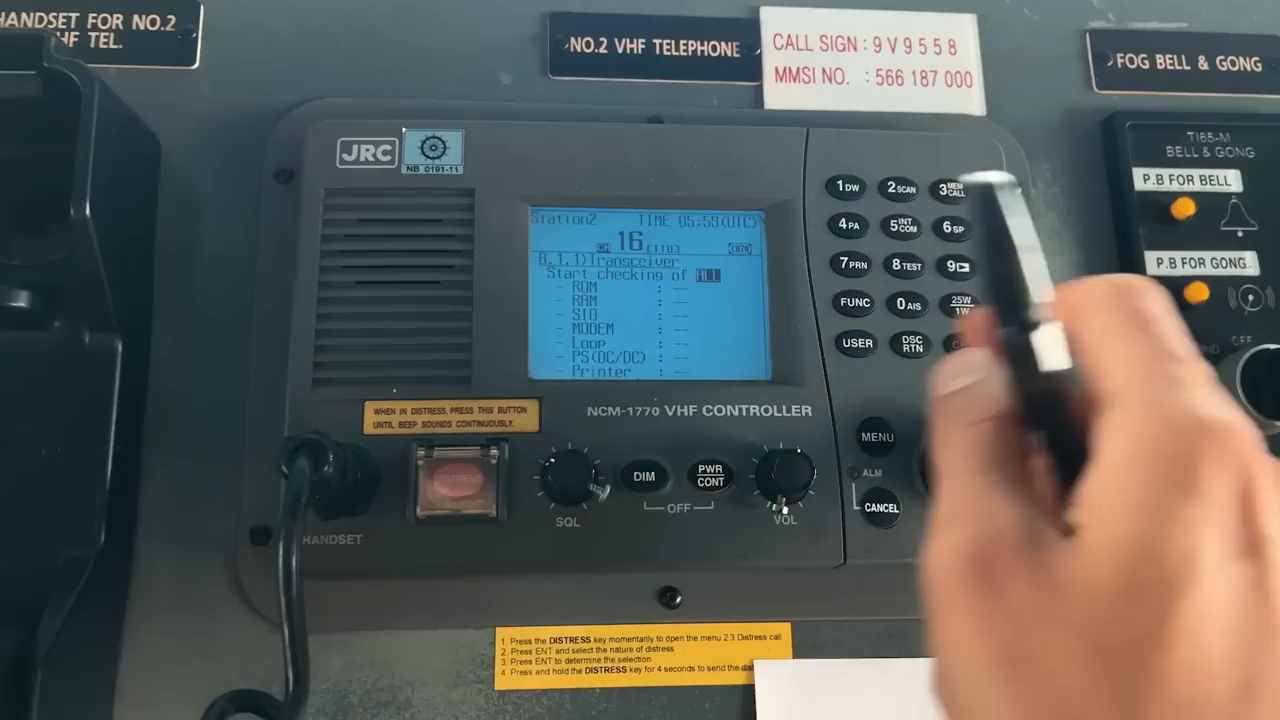 HANDSET FOR NO.2
HF TEL.
NO.2 VHF TELEPHONE
CALL SIGN : 9 V 9 5 5 8
MMSI NO. : 566 187 000
FOG BELL & GONG
JRC
NB 0191-11
TI65-M
BELL & GONG
P.B FOR BELL
P.B FOR GONG
Station2 TIME 05:59(UTC)
CH 16 [ITU] CH70
8.1.1)Transceiver
Start checking of ALL
- ROM : --
- RAM : --
- SIO : --
- MODEM : --
- Loop : --
- PS(DC/DC) : --
- Printer : --
1 DW
2 SCAN
3 MEM CALL
4 PA
5 INT COM
6 SP
7 PRN
8 TEST
9
FUNC
0 AIS
25W
1W
USER
DSC
RTN
NCM-1770 VHF CONTROLLER
WHEN IN DISTRESS, PRESS THIS BUTTON
UNTIL BEEP SOUNDS CONTINUOUSLY.
DISTRESS
SQL
DIM
PWR
CONT
OFF
VOL
MENU
ALM
CANCEL
HANDSET
1. Press the DISTRESS key momentarily to open the menu 2.3 Distress call
2. Press ENT and select the nature of distress
3. Press ENT to determine the selection
4. Press and hold the DISTRESS key for 4 seconds to send the